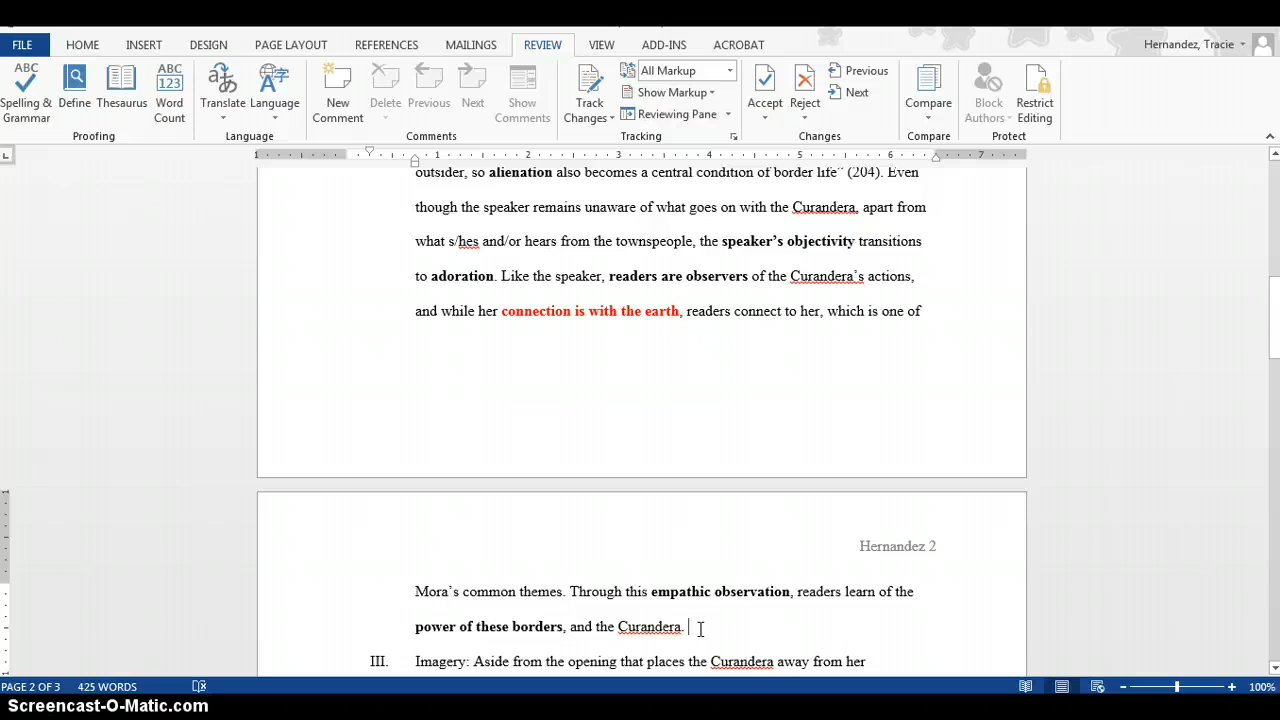 FILE HOME INSERT DESIGN PAGE LAYOUT REFERENCES MAILINGS REVIEW VIEW ADD-INS ACROBAT Hernandez, Tracie
ABC Spelling & Grammar
Define
Thesaurus
ABC 123 Word Count
Translate
Language
New Comment
Delete
Previous
Next
Show Comments
Track Changes
All Markup
Show Markup
Reviewing Pane
Accept
Reject
Previous
Next
Compare
Block Authors
Restrict Editing
Proofing Language Comments Tracking Changes Compare Protect
1 1 2 3 4 5 6 7
outsider, so alienation also becomes a central condition of border life” (204). Even
though the speaker remains unaware of what goes on with the Curandera, apart from
what s/hes and/or hears from the townspeople, the speaker’s objectivity transitions
to adoration. Like the speaker, readers are observers of the Curandera’s actions,
and while her connection is with the earth, readers connect to her, which is one of
Hernandez 2
Mora’s common themes. Through this empathic observation, readers learn of the
power of these borders, and the Curandera.
III. Imagery: Aside from the opening that places the Curandera away from her
PAGE 2 OF 3 425 WORDS 100%
Screencast-O-Matic.com